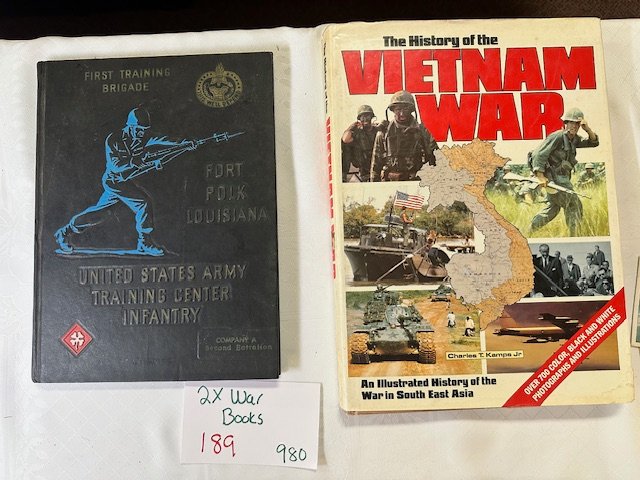 FIRST TRAINING
BRIGADE
FORT
POLK
LOUISIANA
UNITED STATES ARMY
TRAINING CENTER
INFANTRY
COMPANY A
Second Battalion
The History of the
VIETNAM
WAR
Charles T. Kamps Jr
An Illustrated History of the
War in South East Asia
OVER 700 COLOR, BLACK AND WHITE
PHOTOGRAPHS AND ILLUSTRATIONS
2X War
Books
189
980